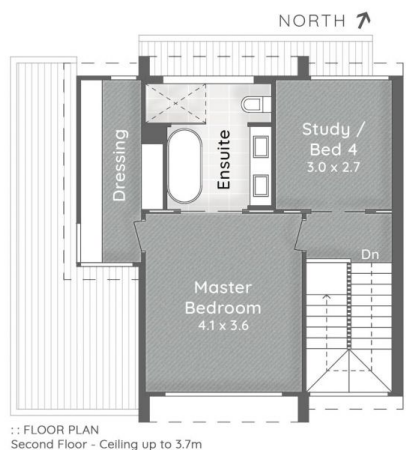 NORTH
Dressing
Ensuite
Study /
Bed 4
3.0 x 2.7
Dn
Master
Bedroom
4.1 x 3.6
:: FLOOR PLAN
Second Floor - Ceiling up to 3.7m